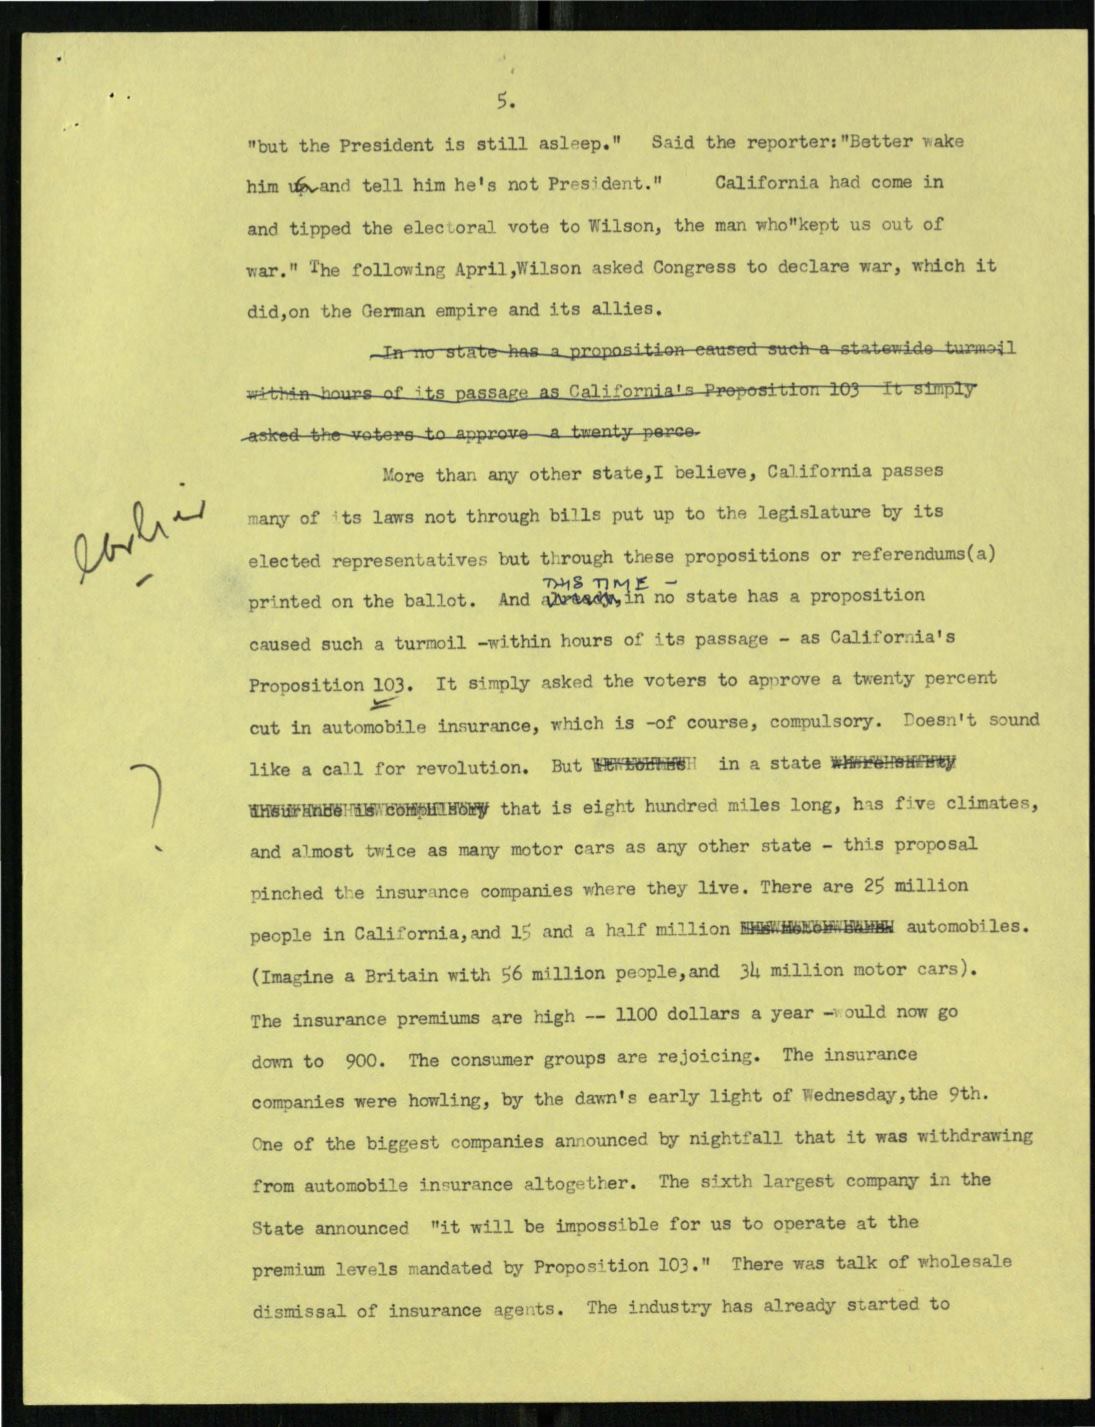 5.
"but the President is still asleep."   Said the reporter:"Better wake
him up and tell him he's not President."     California had come in
and tipped the electoral vote to Wilson, the man who"kept us out of
war." The following April,Wilson asked Congress to declare war, which it
did,on the German empire and its allies.
In no state has a proposition caused such a statewide turmoil
within hours of its passage as California's Proposition 103  It simply
asked the voters to approve  a twenty perce
More than any other state,I believe, California passes
earlier
many of its laws not through bills put up to the legislature by its
elected representatives but through these propositions or referendums(a)
THIS TIME -
printed on the ballot.  And already, in no state has a proposition
caused such a turmoil -within hours of its passage - as California's
Proposition 103.  It simply asked the voters to approve a twenty percent
cut in automobile insurance, which is -of course, compulsory.  Doesn't sound
like a call for revolution.  But in a state where safety
?
insurance is compulsory that is eight hundred miles long, has five climates,
and almost twice as many motor cars as any other state - this proposal
pinched the insurance companies where they live. There are 25 million
people in California,and 15 and a half million automobiles.
(Imagine a Britain with 56 million people,and  34 million motor cars).
The insurance premiums are high -- 1100 dollars a year -would now go
down to  900.  The consumer groups are rejoicing.  The insurance
companies were howling, by the dawn's early light of Wednesday,the 9th.
One of the biggest companies announced by nightfall that it was withdrawing
from automobile insurance altogether.  The sixth largest company in the
State announced  "it will be impossible for us to operate at the
premium levels mandated by Proposition 103."  There was talk of wholesale
dismissal of insurance agents.  The industry has already started to